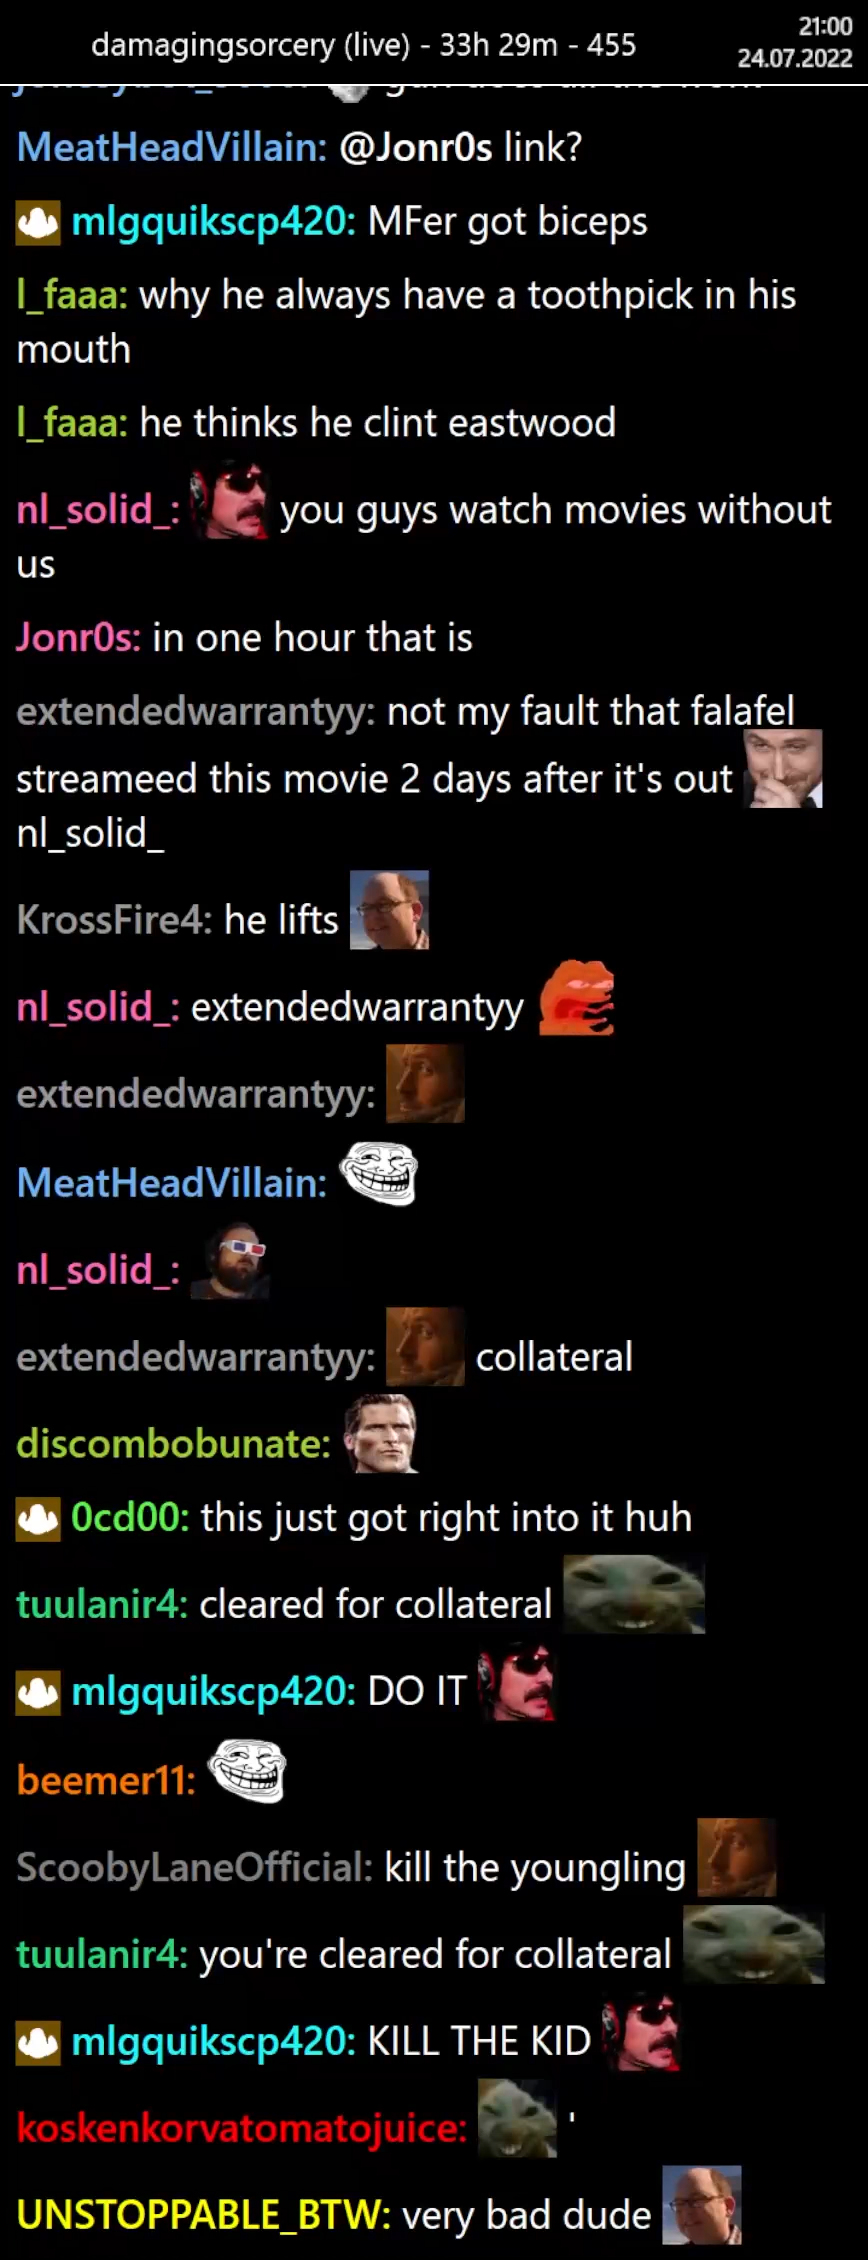 damagingsorcery (live) - 33h 29m - 455
21:00
24.07.2022
MeatHeadVillain: @Jonr0s link?
mlgquikscp420: MFer got biceps
l_faaa: why he always have a toothpick in his
mouth
l_faaa: he thinks he clint eastwood
nl_solid_: you guys watch movies without
us
Jonr0s: in one hour that is
extendedwarrantyy: not my fault that falafel
streameed this movie 2 days after it's out
nl_solid_
KrossFire4: he lifts
nl_solid_: extendedwarrantyy
extendedwarrantyy:
MeatHeadVillain:
nl_solid_:
extendedwarrantyy: collateral
discombobunate:
0cd00: this just got right into it huh
tuulanir4: cleared for collateral
mlgquikscp420: DO IT
beemer11:
ScoobyLaneOfficial: kill the youngling
tuulanir4: you're cleared for collateral
mlgquikscp420: KILL THE KID
koskenkorvatomatojuice: '
UNSTOPPABLE_BTW: very bad dude